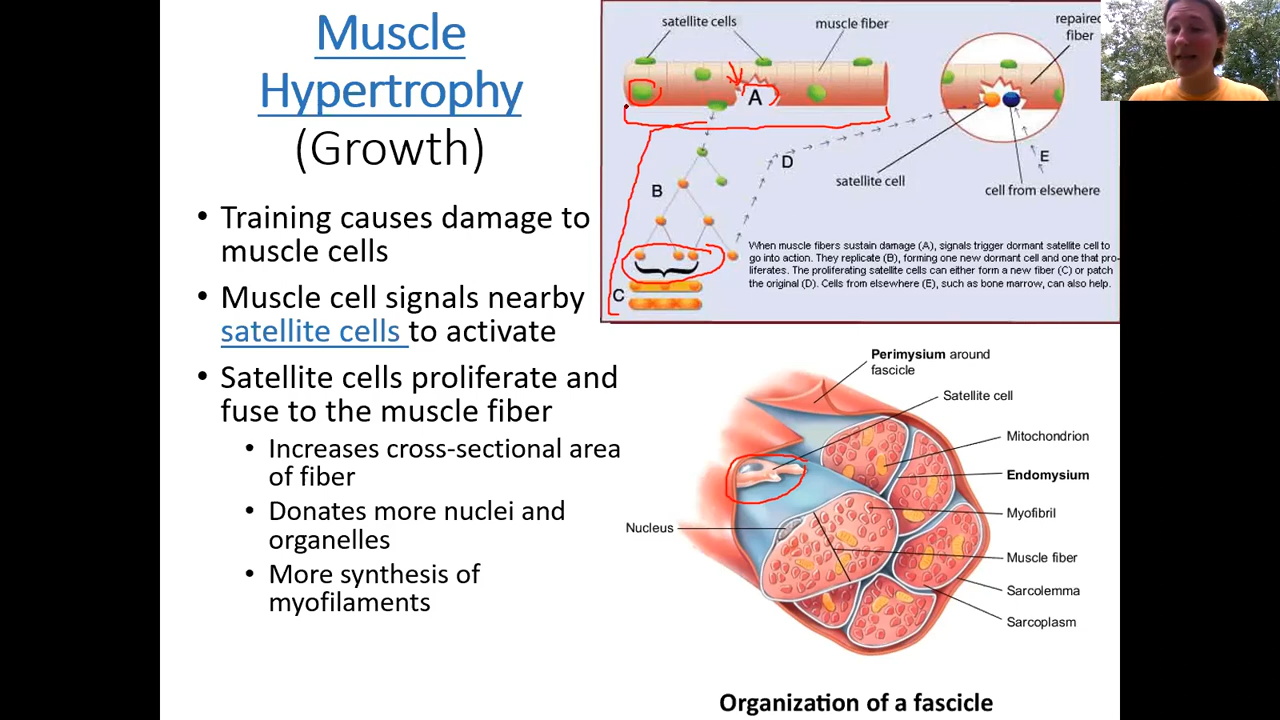 Muscle
Hypertrophy
(Growth)
• Training causes damage to
muscle cells
• Muscle cell signals nearby
satellite cells to activate
• Satellite cells proliferate and
fuse to the muscle fiber
• Increases cross-sectional area
of fiber
• Donates more nuclei and
organelles
• More synthesis of
myofilaments
satellite cells
muscle fiber
repaired
fiber
A
B
C
D
E
satellite cell
cell from elsewhere
When muscle fibers sustain damage (A), signals trigger dormant satellite cell to
go into action. They replicate (B), forming one new dormant cell and one that pro-
liferates. The proliferating satellite cells can either form a new fiber (C) or patch
the original (D). Cells from elsewhere (E), such as bone marrow, can also help.
Perimysium around
fascicle
Satellite cell
Mitochondrion
Endomysium
Myofibril
Nucleus
Muscle fiber
Sarcolemma
Sarcoplasm
Organization of a fascicle